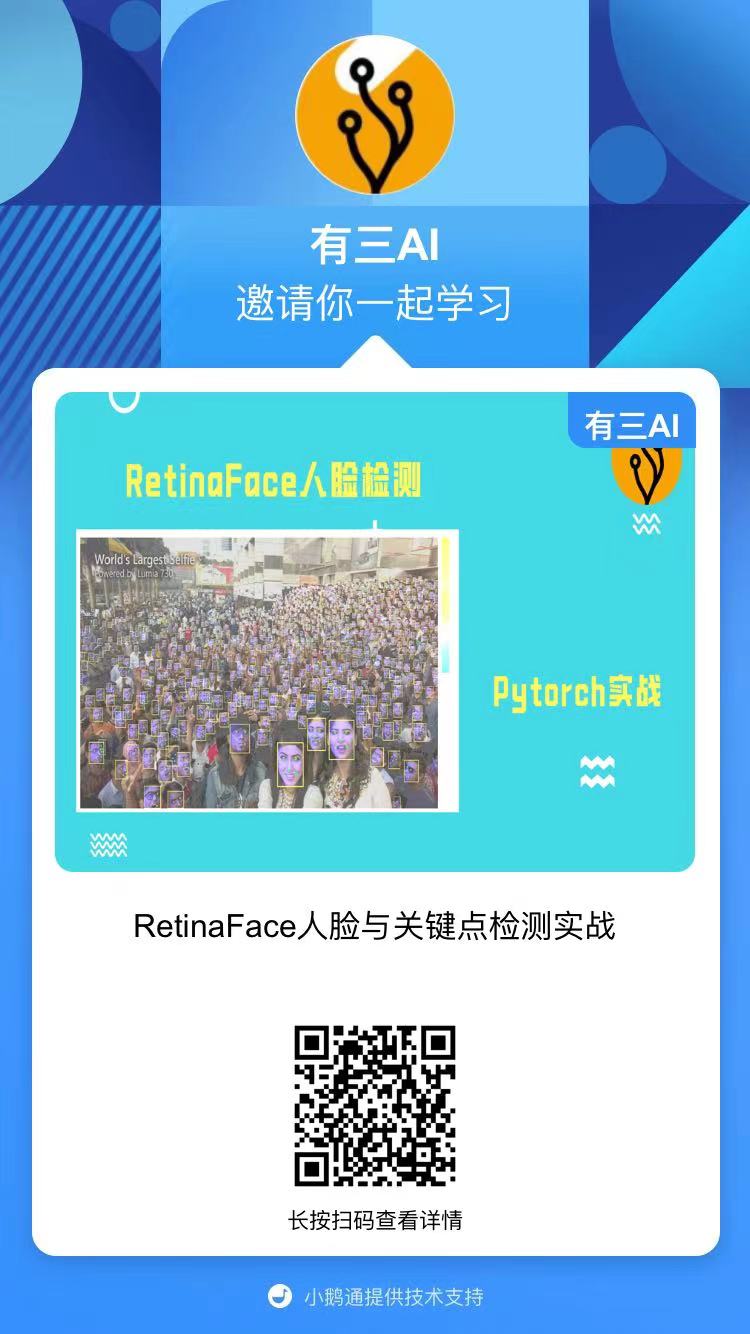 有三AI
邀请你一起学习
有三AI
RetinaFace人脸检测
World's Largest Selfie
Powered by Lumia 730
Pytorch实战
RetinaFace人脸与关键点检测实战
长按扫码查看详情
小鹅通提供技术支持